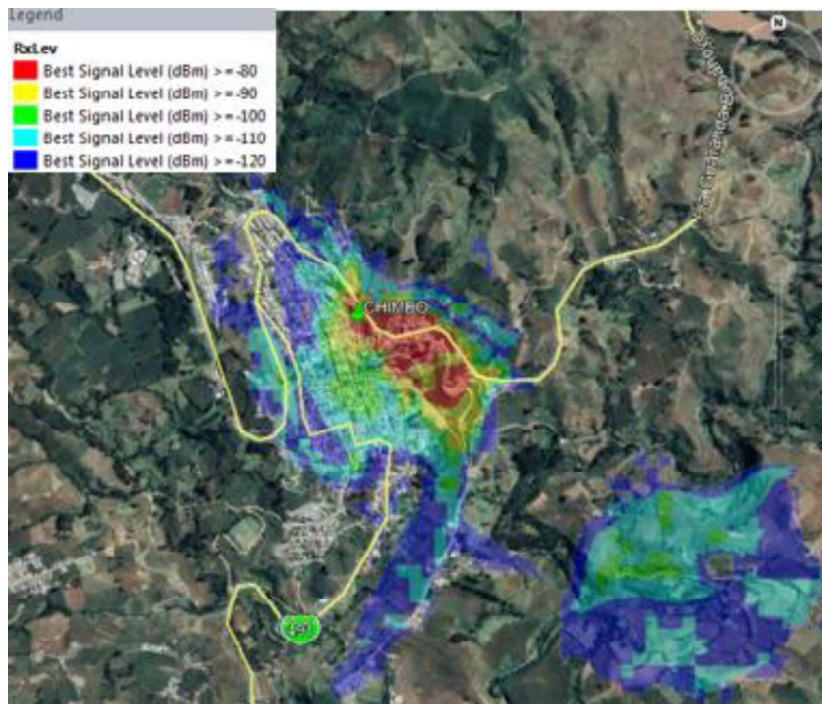 Legend
RxLev
Best Signal Level (dBm) >=-80
Best Signal Level (dBm) >=-90
Best Signal Level (dBm) >=-100
Best Signal Level (dBm) >=-110
Best Signal Level (dBm) >=-120
N
CHIMBO